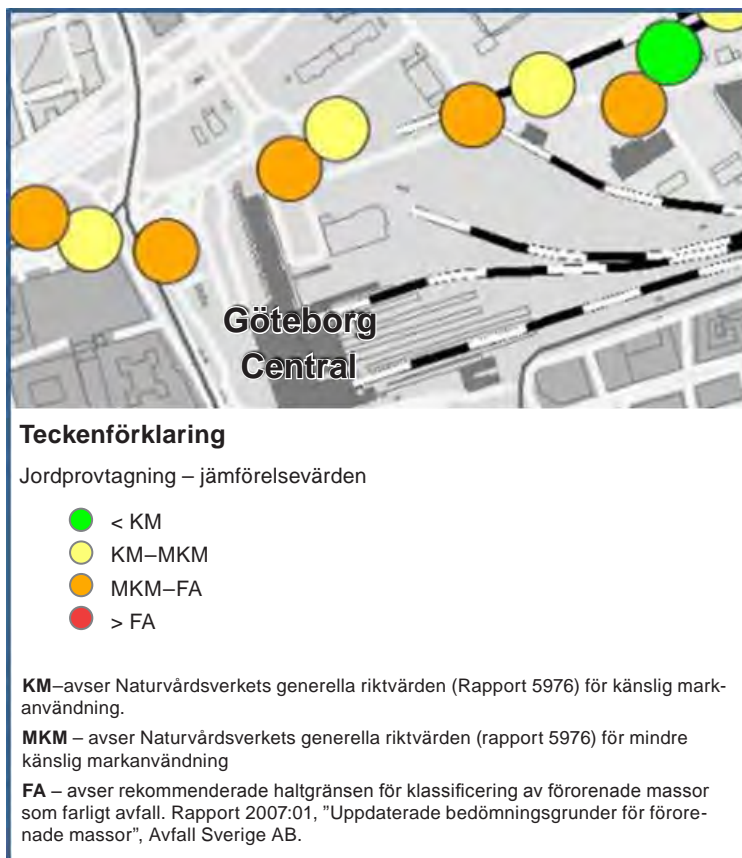 Göteborg
Central
Teckenförklaring
Jordprovtagning – jämförelsevärden
< KM
KM–MKM
MKM–FA
> FA
KM–avser Naturvårdsverkets generella riktvärden (Rapport 5976) för känslig mark-
användning.
MKM – avser Naturvårdsverkets generella riktvärden (rapport 5976) för mindre
känslig markanvändning
FA – avser rekommenderade haltgränsen för klassificering av förorenade massor
som farligt avfall. Rapport 2007:01, ”Uppdaterade bedömningsgrunder för förore-
nade massor”, Avfall Sverige AB.